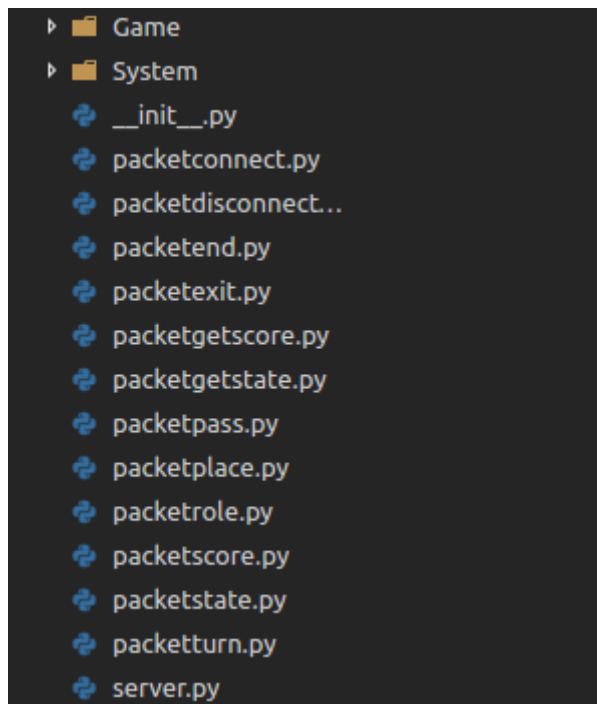 Game
System
__init__.py
packetconnect.py
packetdisconnect...
packetend.py
packetexit.py
packetgetscore.py
packetgetstate.py
packetpass.py
packetplace.py
packetrole.py
packetscore.py
packetstate.py
packetturn.py
server.py